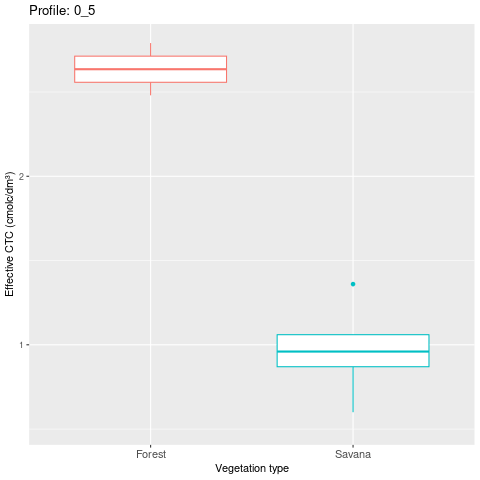 Profile: 0_5
Effective CTC (cmolc/dm³)
2
1
Forest Savana
Vegetation type